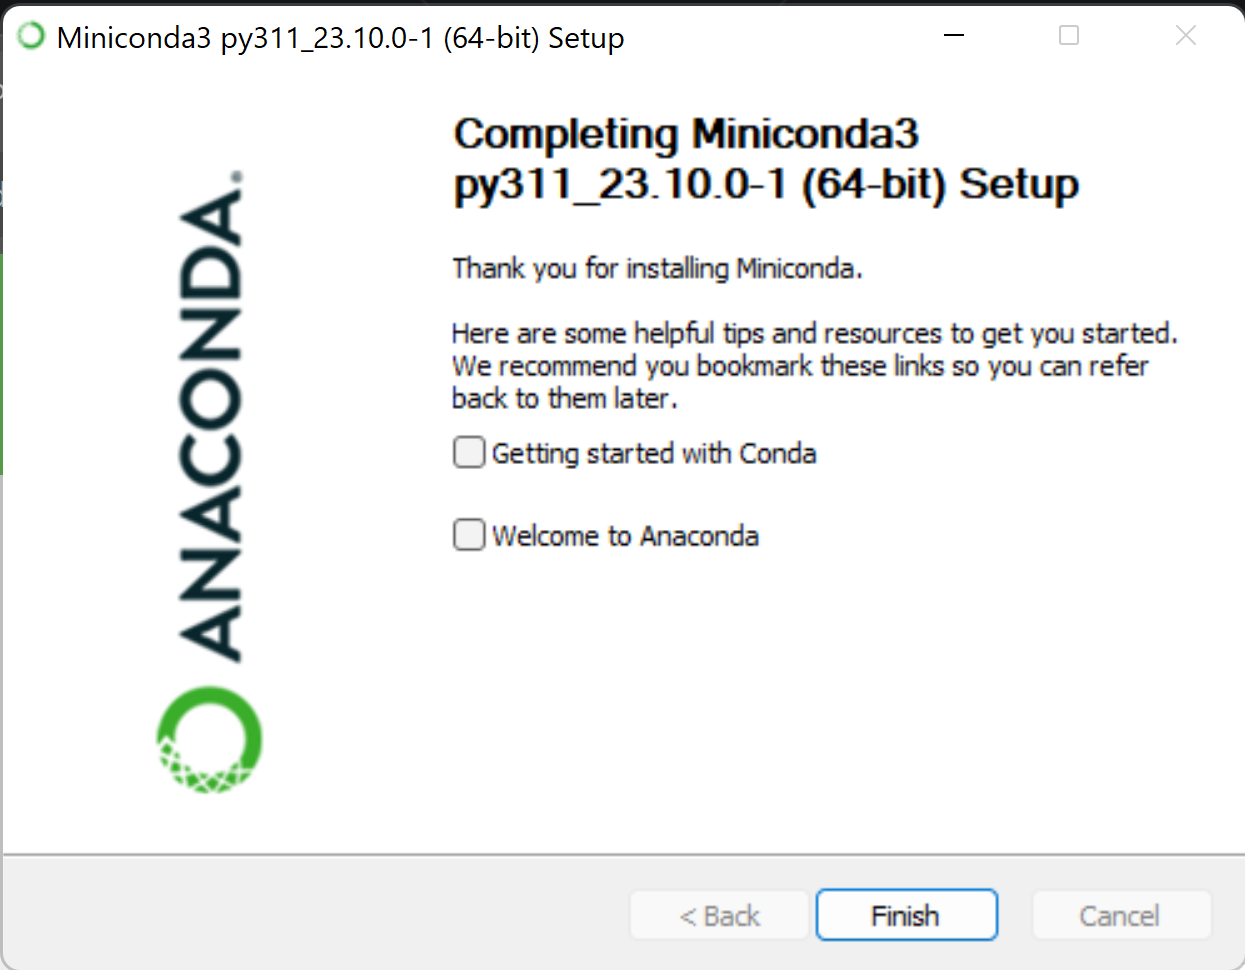 Miniconda3 py311_23.10.0-1 (64-bit) Setup
Completing Miniconda3
py311_23.10.0-1 (64-bit) Setup
Thank you for installing Miniconda.
Here are some helpful tips and resources to get you started.
We recommend you bookmark these links so you can refer
back to them later.
Getting started with Conda
Welcome to Anaconda
ANACONDA.
< Back
Finish
Cancel